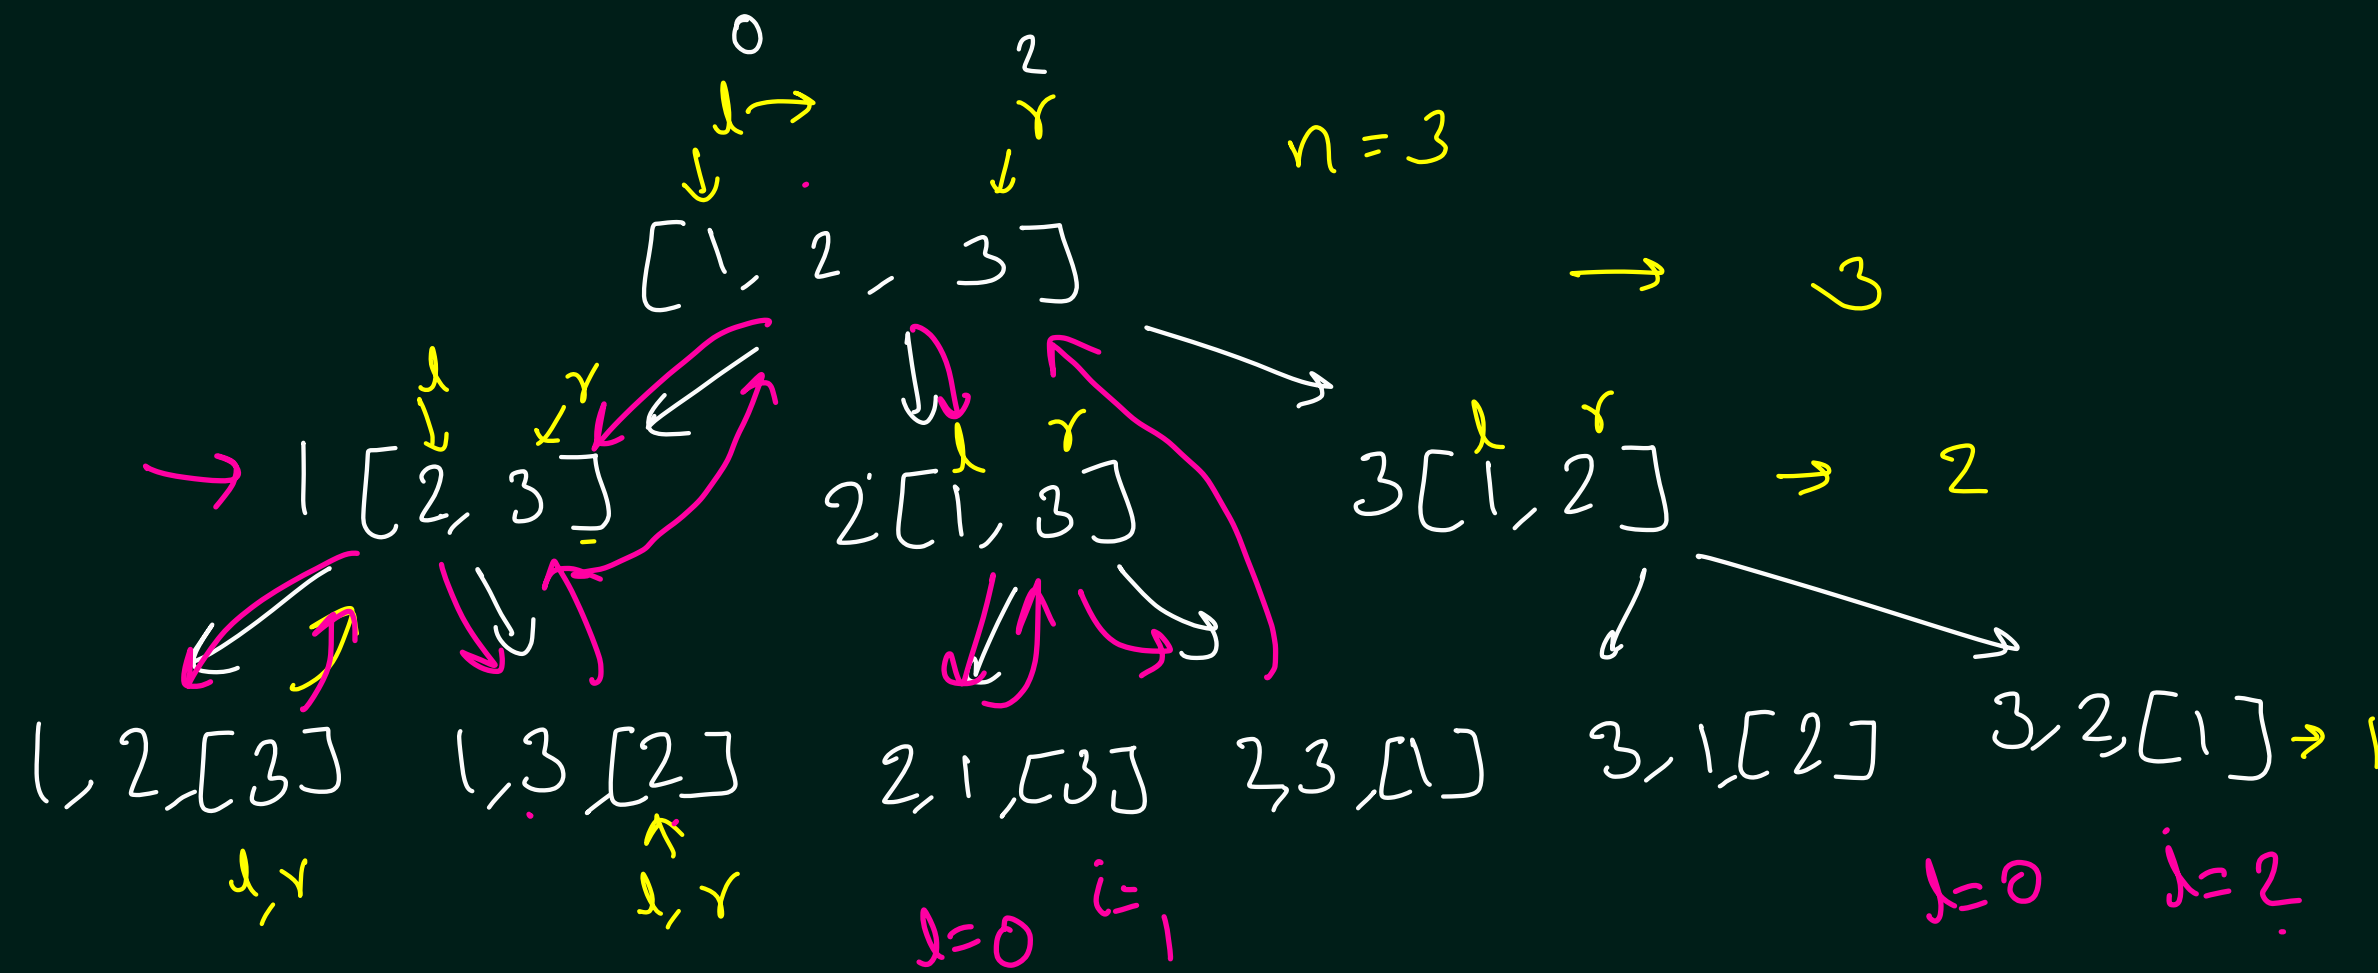 0 2
l r
n = 3
[1, 2, 3]
3
l r
l r
l r
1 [2, 3]
2[1, 3]
3[1, 2]
2
1, 2, [3]
1, 3, [2]
2, 1, [3]
2,3,[1]
3, 1[2]
3, 2, [1]
l, r
l, r
l=0 i=1
l=0